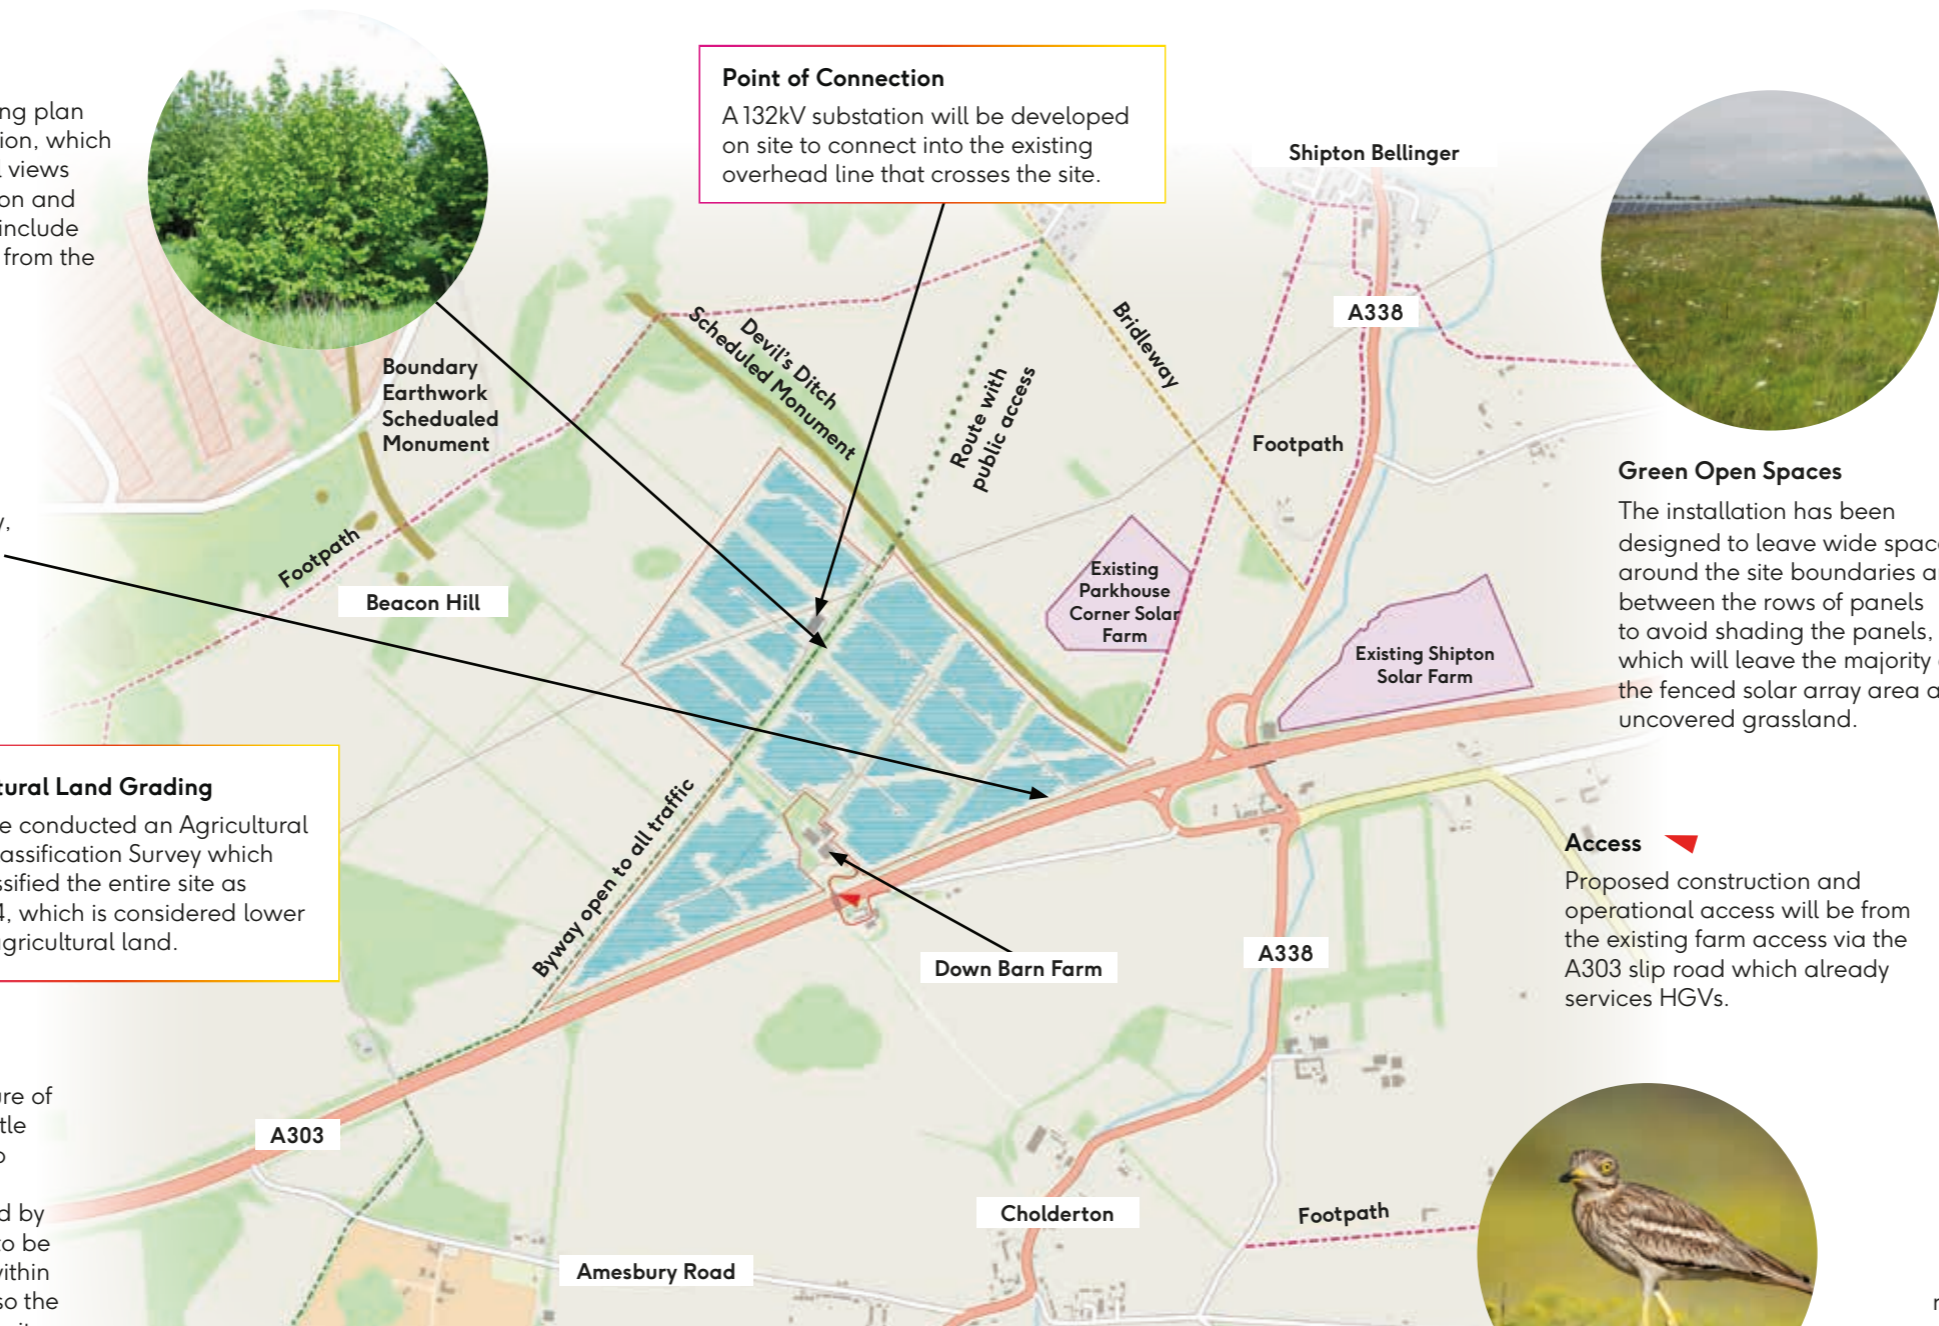 ng plan
tion, which
l views
on and
include
from the
Point of Connection
A 132kV substation will be developed
on site to connect into the existing
overhead line that crosses the site.
Shipton Bellinger
A338
Boundary
Earthwork
Schedualed
Monument
Devil's Ditch
Scheduled Monument
Route with
public access
Bridleway
Footpath
Footpath
Beacon Hill
Existing
Parkhouse
Corner Solar
Farm
Existing Shipton
Solar Farm
Green Open Spaces
The installation has been
designed to leave wide space
around the site boundaries a
between the rows of panels
to avoid shading the panels,
which will leave the majority
the fenced solar array area a
uncovered grassland.
tural Land Grading
e conducted an Agricultural
assification Survey which
ssified the entire site as
4, which is considered lower
agricultural land.
Byway open to all traffic
Down Barn Farm
A338
Access
Proposed construction and
operational access will be from
the existing farm access via the
A303 slip road which already
services HGVs.
ure of
tle
d by
to be
within
so the
A303
Cholderton
Footpath
Amesbury Road